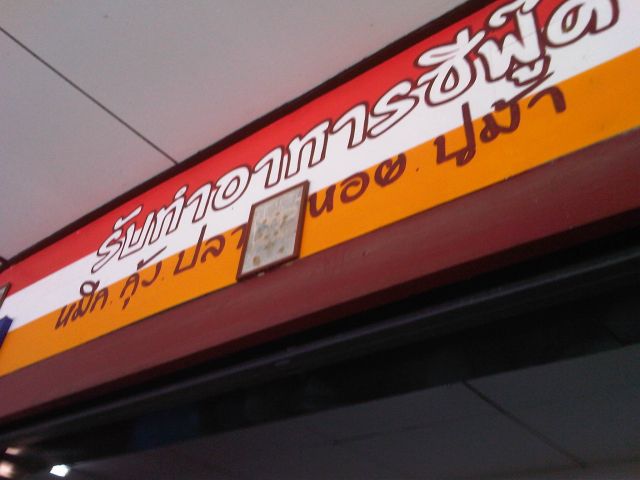 รับทำอาหารซีฟู๊ด
หมึก. กุ้ง. ปลา หอย ปูม้า